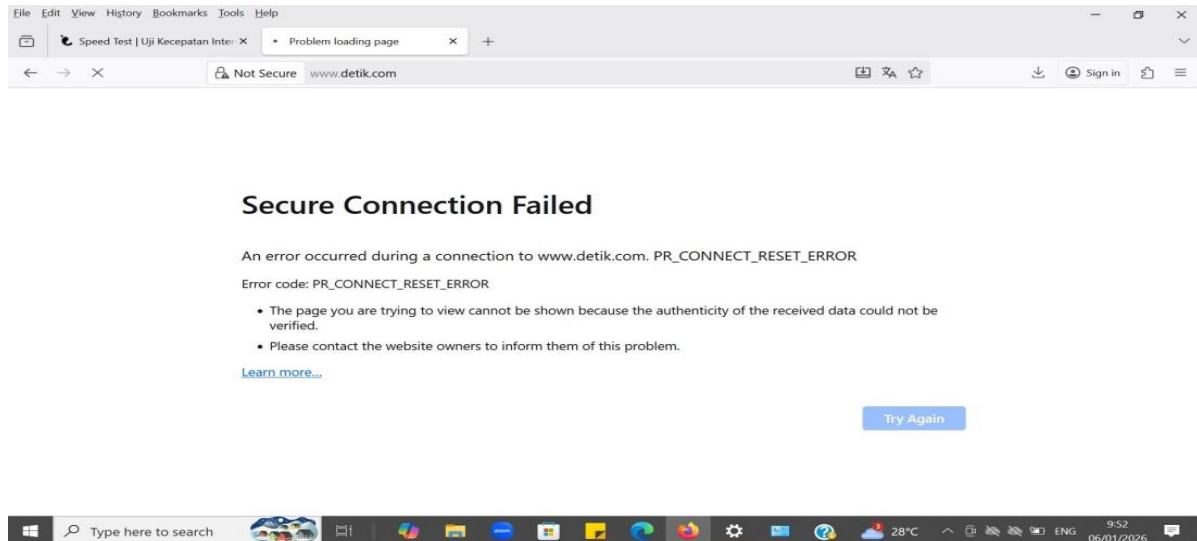 File Edit View History Bookmarks Tools Help
Speed Test | Uji Kecepatan Inter
Problem loading page
Not Secure www.detik.com
Sign in
Secure Connection Failed
An error occurred during a connection to www.detik.com. PR_CONNECT_RESET_ERROR
Error code: PR_CONNECT_RESET_ERROR
• The page you are trying to view cannot be shown because the authenticity of the received data could not be
verified.
• Please contact the website owners to inform them of this problem.
Learn more...
Try Again
Type here to search
zoom
28°C
ENG
9:52
06/01/2026